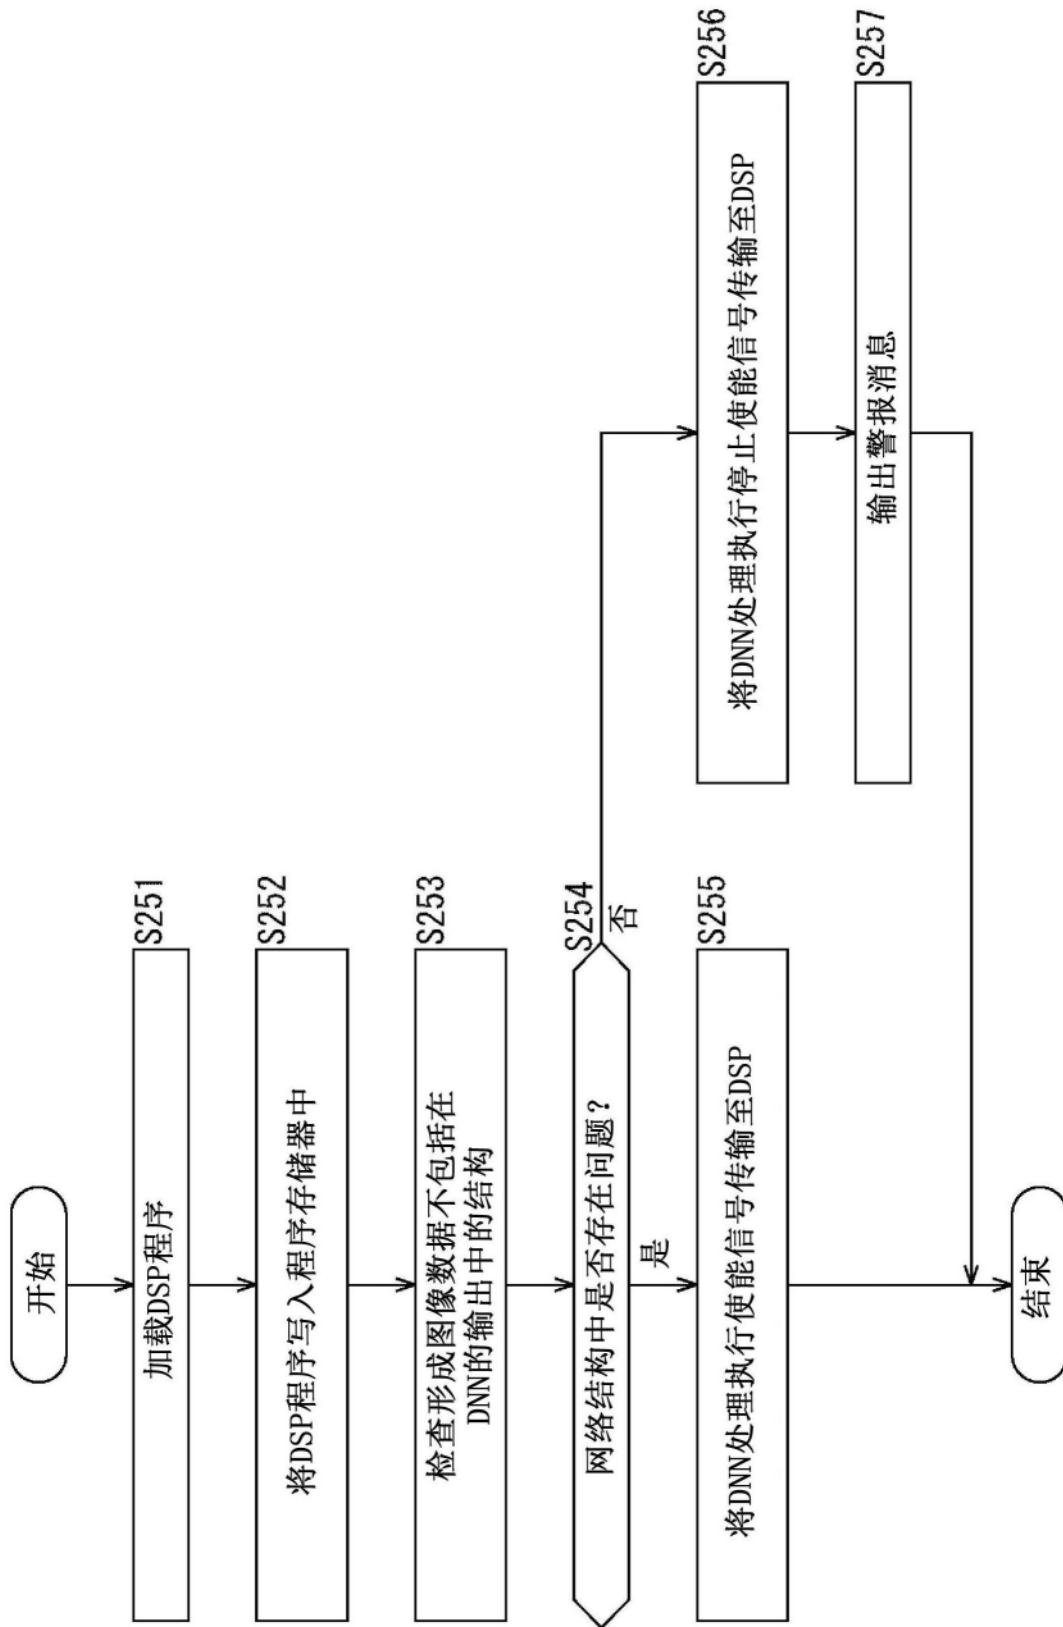 开始
S251
加载DSP程序
S252
将DSP程序写入程序存储器中
S253
检查形成图像数据不包括在
DNN的输出中的结构
S254
网络结构中是否存在问题？
否
是
S255
将DNN处理执行使能信号传输至DSP
S256
将DNN处理执行停止使能信号传输至DSP
S257
输出警报消息
结束